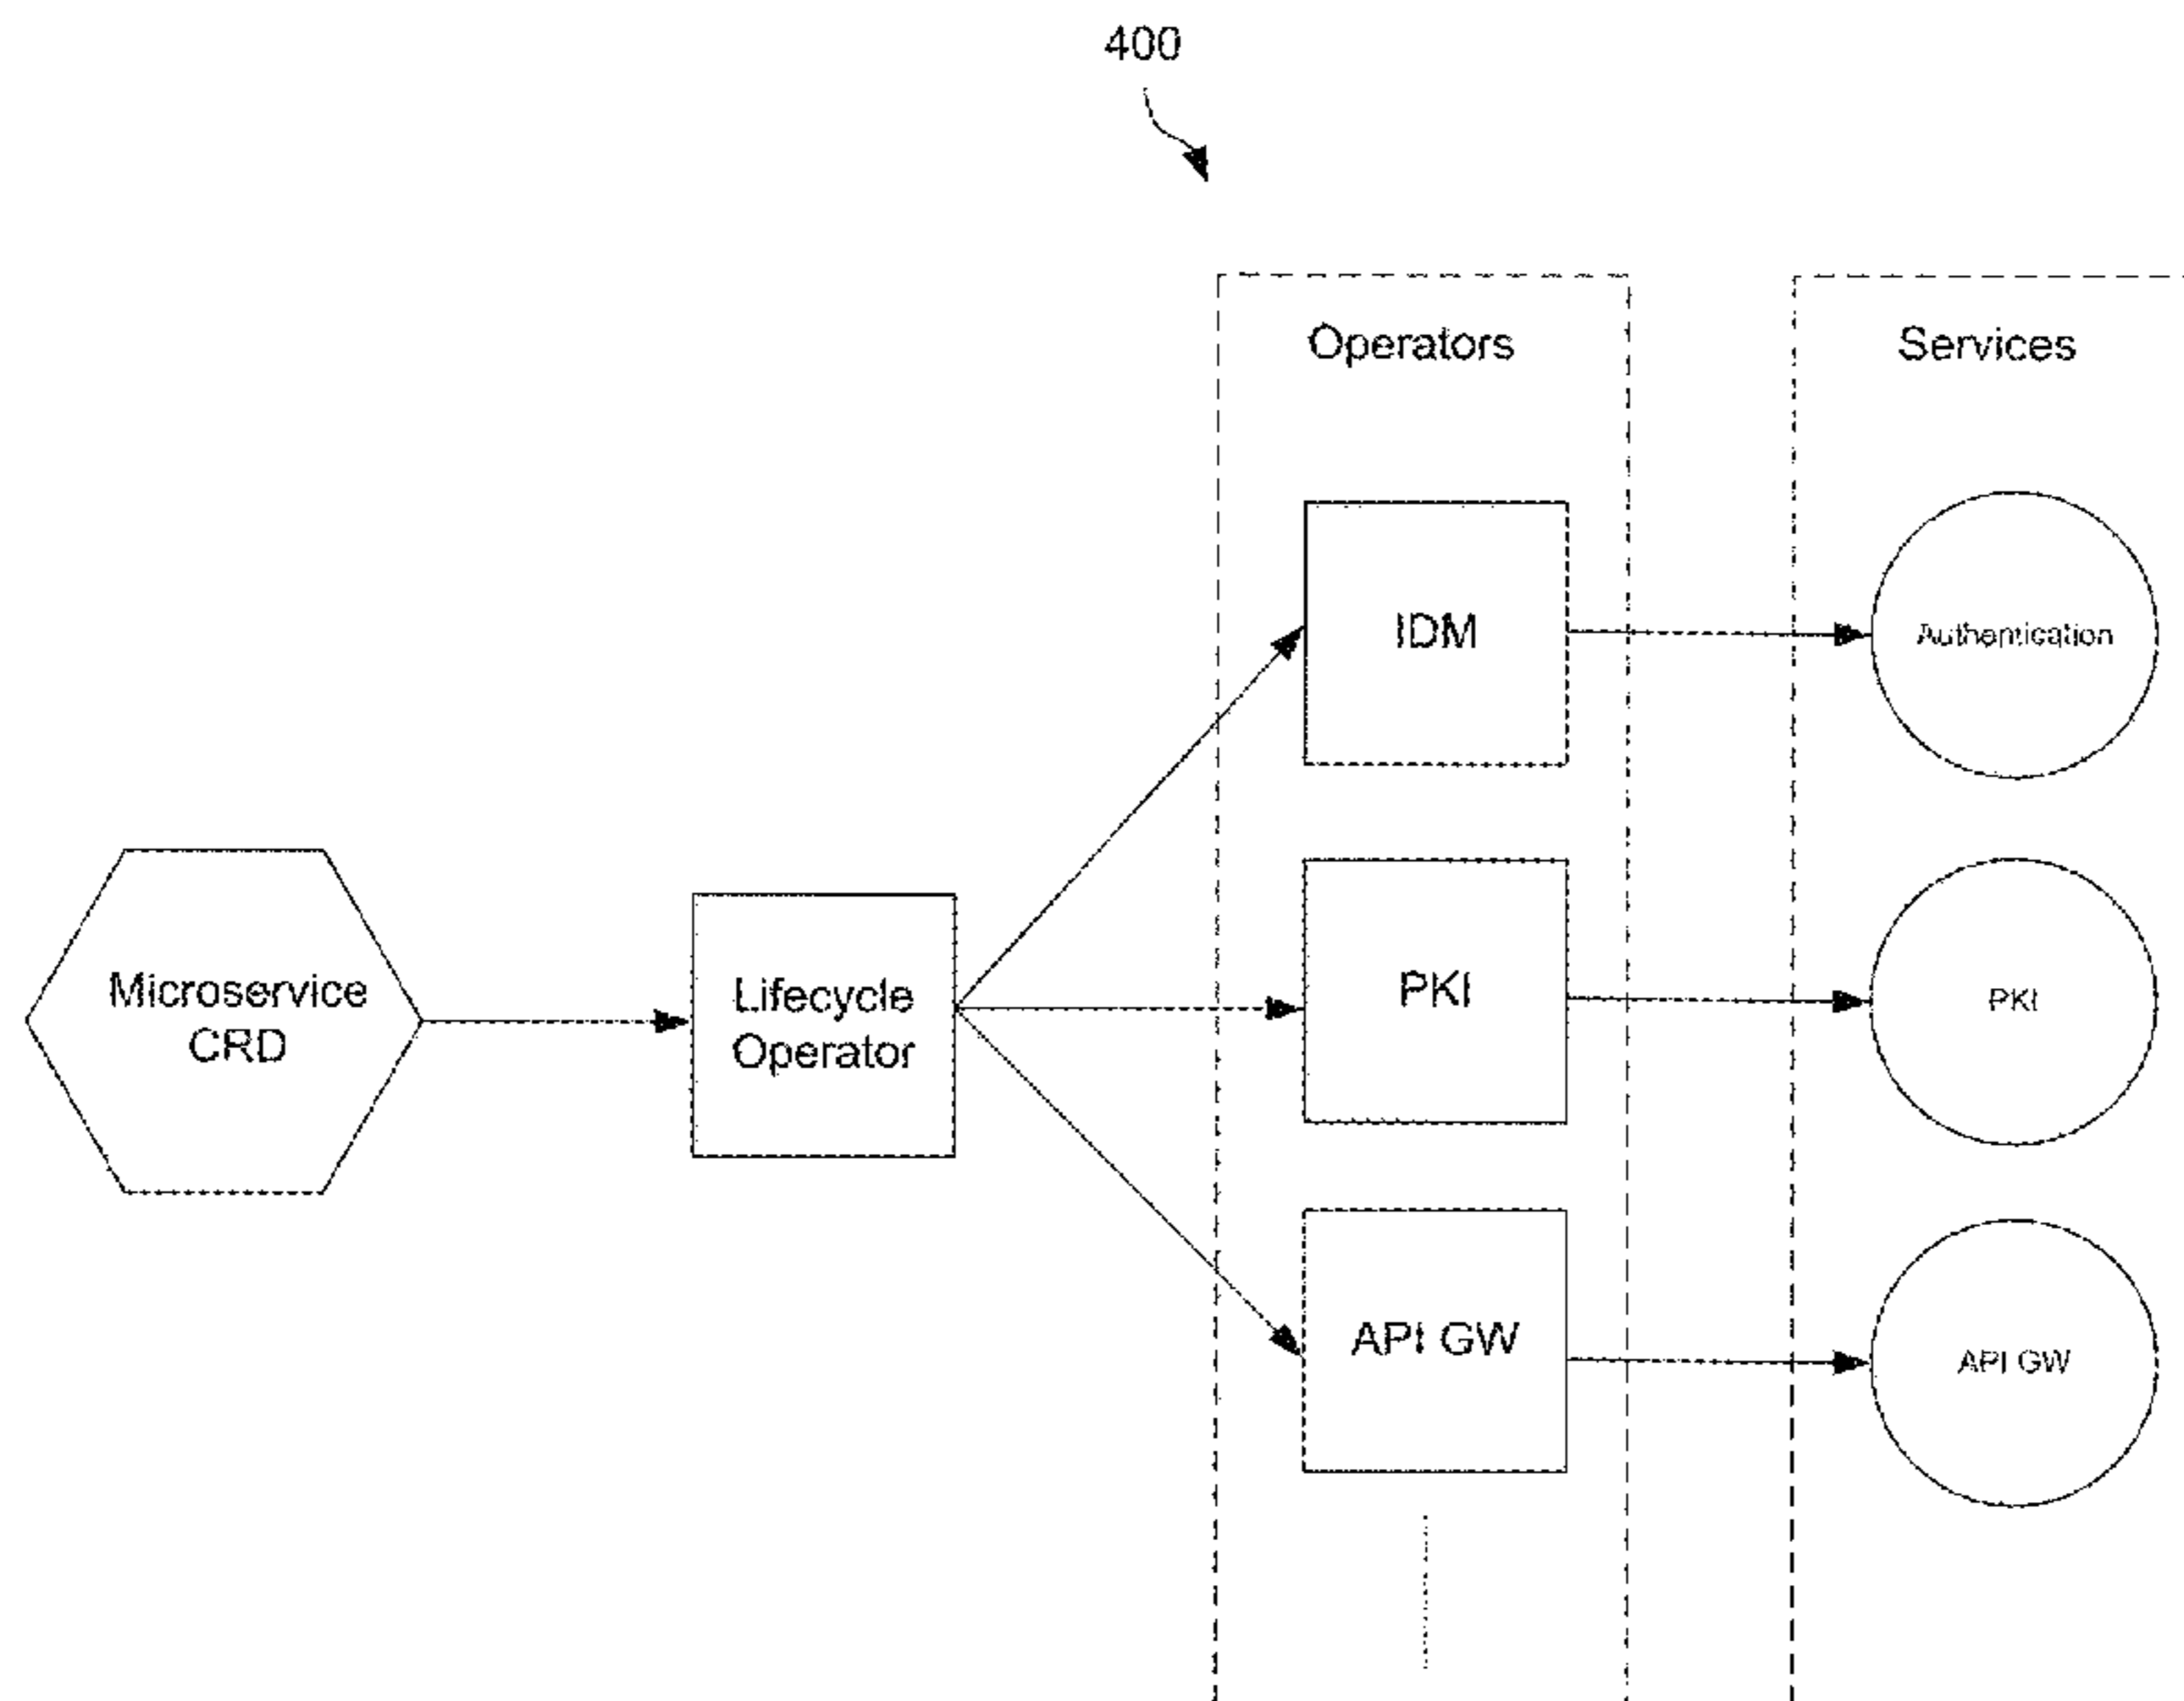 400
Operators
Services
IDM
Authentication
Microservice
CRD
Lifecycle
Operator
PKI
PKI
API GW
API GW